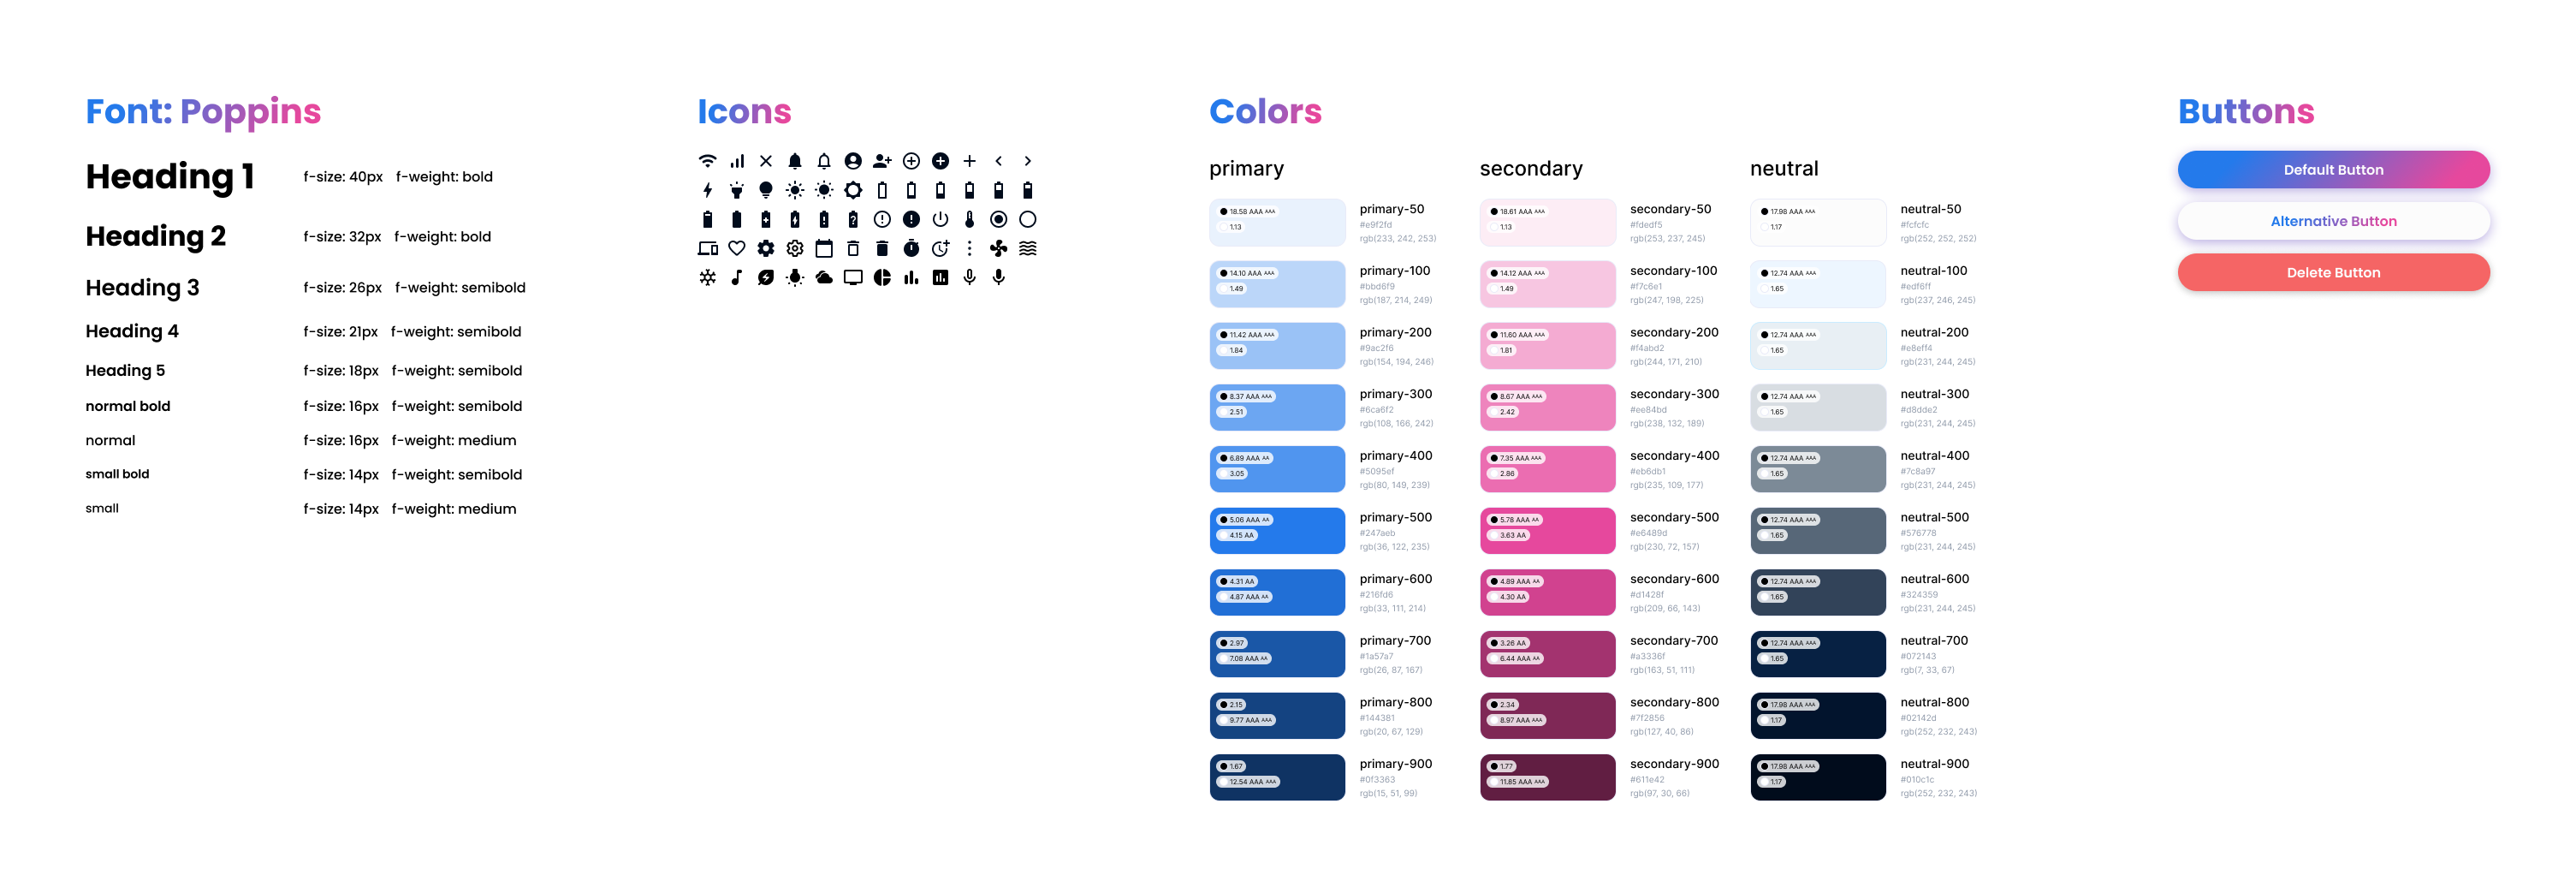 Font: Poppins
Heading 1 f-size: 40px f-weight: bold
Heading 2 f-size: 32px f-weight: bold
Heading 3 f-size: 26px f-weight: semibold
Heading 4 f-size: 21px f-weight: semibold
Heading 5 f-size: 18px f-weight: semibold
normal bold f-size: 16px f-weight: semibold
normal f-size: 16px f-weight: medium
small bold f-size: 14px f-weight: semibold
small f-size: 14px f-weight: medium
Icons
Colors
primary
18.58 AAA AAA
1.13
primary-50
#e9f2fd
rgb(233, 242, 253)
14.10 AAA AAA
1.49
primary-100
#bbd6f9
rgb(187, 214, 249)
11.42 AAA AAA
1.84
primary-200
#9ac2f6
rgb(154, 194, 246)
8.37 AAA AAA
2.51
primary-300
#6ca6f2
rgb(108, 166, 242)
6.89 AAA AA
3.05
primary-400
#5095ef
rgb(80, 149, 239)
5.06 AAA AA
4.15 AA
primary-500
#247aeb
rgb(36, 122, 235)
4.31 AA
4.87 AAA AA
primary-600
#216fd6
rgb(33, 111, 214)
2.97
7.08 AAA AA
primary-700
#1a57a7
rgb(26, 87, 167)
2.15
9.77 AAA AAA
primary-800
#144381
rgb(20, 67, 129)
1.67
12.54 AAA AAA
primary-900
#0f3363
rgb(15, 51, 99)
secondary
18.61 AAA AAA
1.13
secondary-50
#fdedf5
rgb(253, 237, 245)
14.12 AAA AAA
1.49
secondary-100
#f7c6e1
rgb(247, 198, 225)
11.60 AAA AAA
1.81
secondary-200
#f4abd2
rgb(244, 171, 210)
8.67 AAA AAA
2.42
secondary-300
#ee84bd
rgb(238, 132, 189)
7.35 AAA AAA
2.86
secondary-400
#eb6db1
rgb(235, 109, 177)
5.78 AAA AA
3.63 AA
secondary-500
#e6489d
rgb(230, 72, 157)
4.89 AAA AA
4.30 AA
secondary-600
#d1428f
rgb(209, 66, 143)
3.26 AA
6.44 AAA AA
secondary-700
#a3336f
rgb(163, 51, 111)
2.34
8.97 AAA AAA
secondary-800
#7f2856
rgb(127, 40, 86)
1.77
11.85 AAA AAA
secondary-900
#611e42
rgb(97, 30, 66)
neutral
17.98 AAA AAA
1.17
neutral-50
#fcfcfc
rgb(252, 252, 252)
12.74 AAA AAA
1.65
neutral-100
#edf6ff
rgb(237, 246, 245)
12.74 AAA AAA
1.65
neutral-200
#e8eff4
rgb(231, 244, 245)
12.74 AAA AAA
1.65
neutral-300
#d8dde2
rgb(231, 244, 245)
12.74 AAA AAA
1.65
neutral-400
#7c8a97
rgb(231, 244, 245)
12.74 AAA AAA
1.65
neutral-500
#576778
rgb(231, 244, 245)
12.74 AAA AAA
1.65
neutral-600
#324359
rgb(231, 244, 245)
12.74 AAA AAA
1.65
neutral-700
#072143
rgb(7, 33, 67)
17.98 AAA AAA
1.17
neutral-800
#02142d
rgb(252, 232, 243)
17.98 AAA AAA
1.17
neutral-900
#010c1c
rgb(252, 232, 243)
Buttons
Default Button
Alternative Button
Delete Button